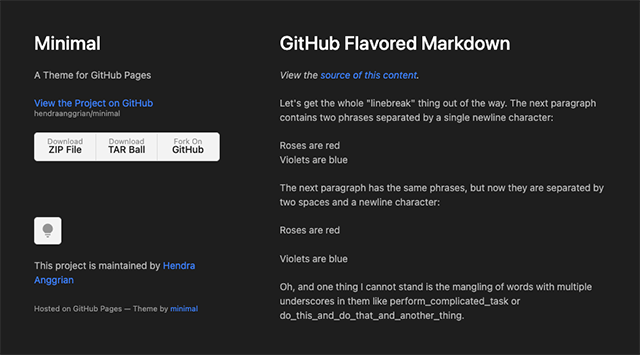 Minimal
A Theme for GitHub Pages
View the Project on GitHub
hendraanggrian/minimal
Download
ZIP File
Download
TAR Ball
Fork On
GitHub
This project is maintained by Hendra
Anggrian
Hosted on GitHub Pages — Theme by minimal
GitHub Flavored Markdown
View the source of this content.
Let's get the whole "linebreak" thing out of the way. The next paragraph
contains two phrases separated by a single newline character:
Roses are red
Violets are blue
The next paragraph has the same phrases, but now they are separated by
two spaces and a newline character:
Roses are red
Violets are blue
Oh, and one thing I cannot stand is the mangling of words with multiple
underscores in them like perform_complicated_task or
do_this_and_do_that_and_another_thing.